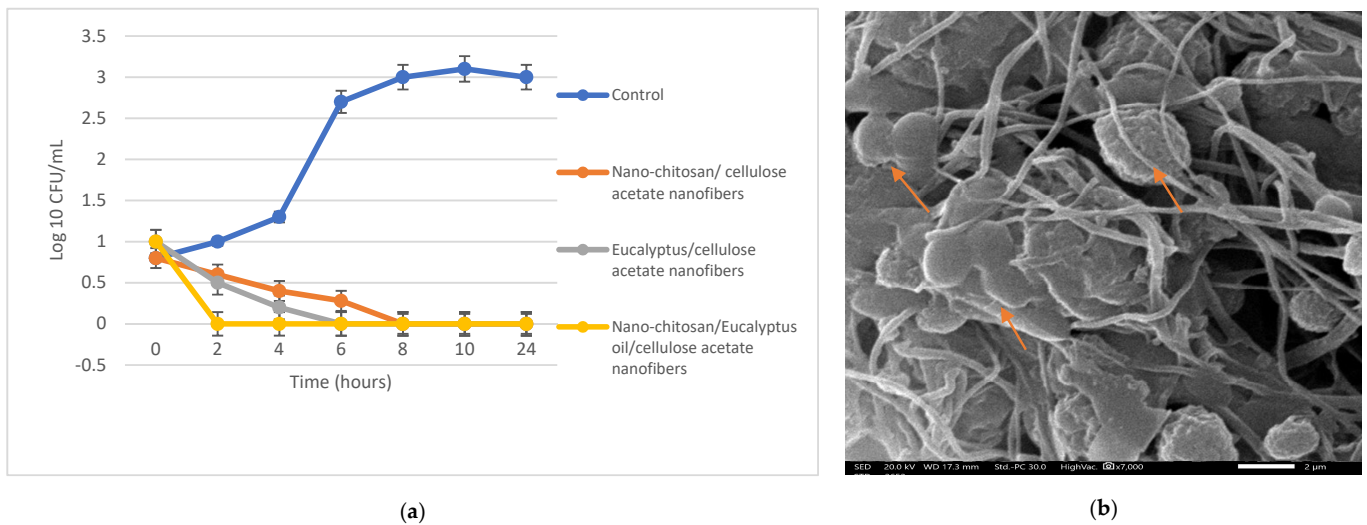 3.5
3
2.5
2
1.5
1
0.5
0
-0.5
Log 10 CFU/mL
0 2 4 6 8 10 24
Time (hours)
Control
Nano-chitosan/ cellulose
acetate nanofibers
Eucalyptus/cellulose
acetate nanofibers
Nano-chitosan/Eucalyptus
oil/cellulose acetate
nanofibers
(a)
SED 20.0 kV WD 17.3 mm Std.-PC 30.0 HighVac. x7,000 2 µm
(b)